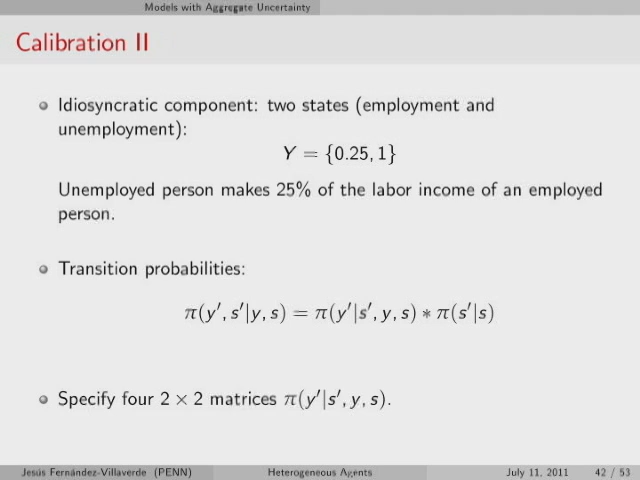 Models with Aggregate Uncertainty
Calibration II
Idiosyncratic component: two states (employment and
unemployment):
Y = {0.25, 1}
Unemployed person makes 25% of the labor income of an employed
person.
Transition probabilities:
π(y′, s′|y, s) = π(y′|s′, y, s) ∗ π(s′|s)
Specify four 2 × 2 matrices π(y′|s′, y, s).
Jesús Fernández-Villaverde (PENN) Heterogeneous Agents July 11, 2011 42 / 53